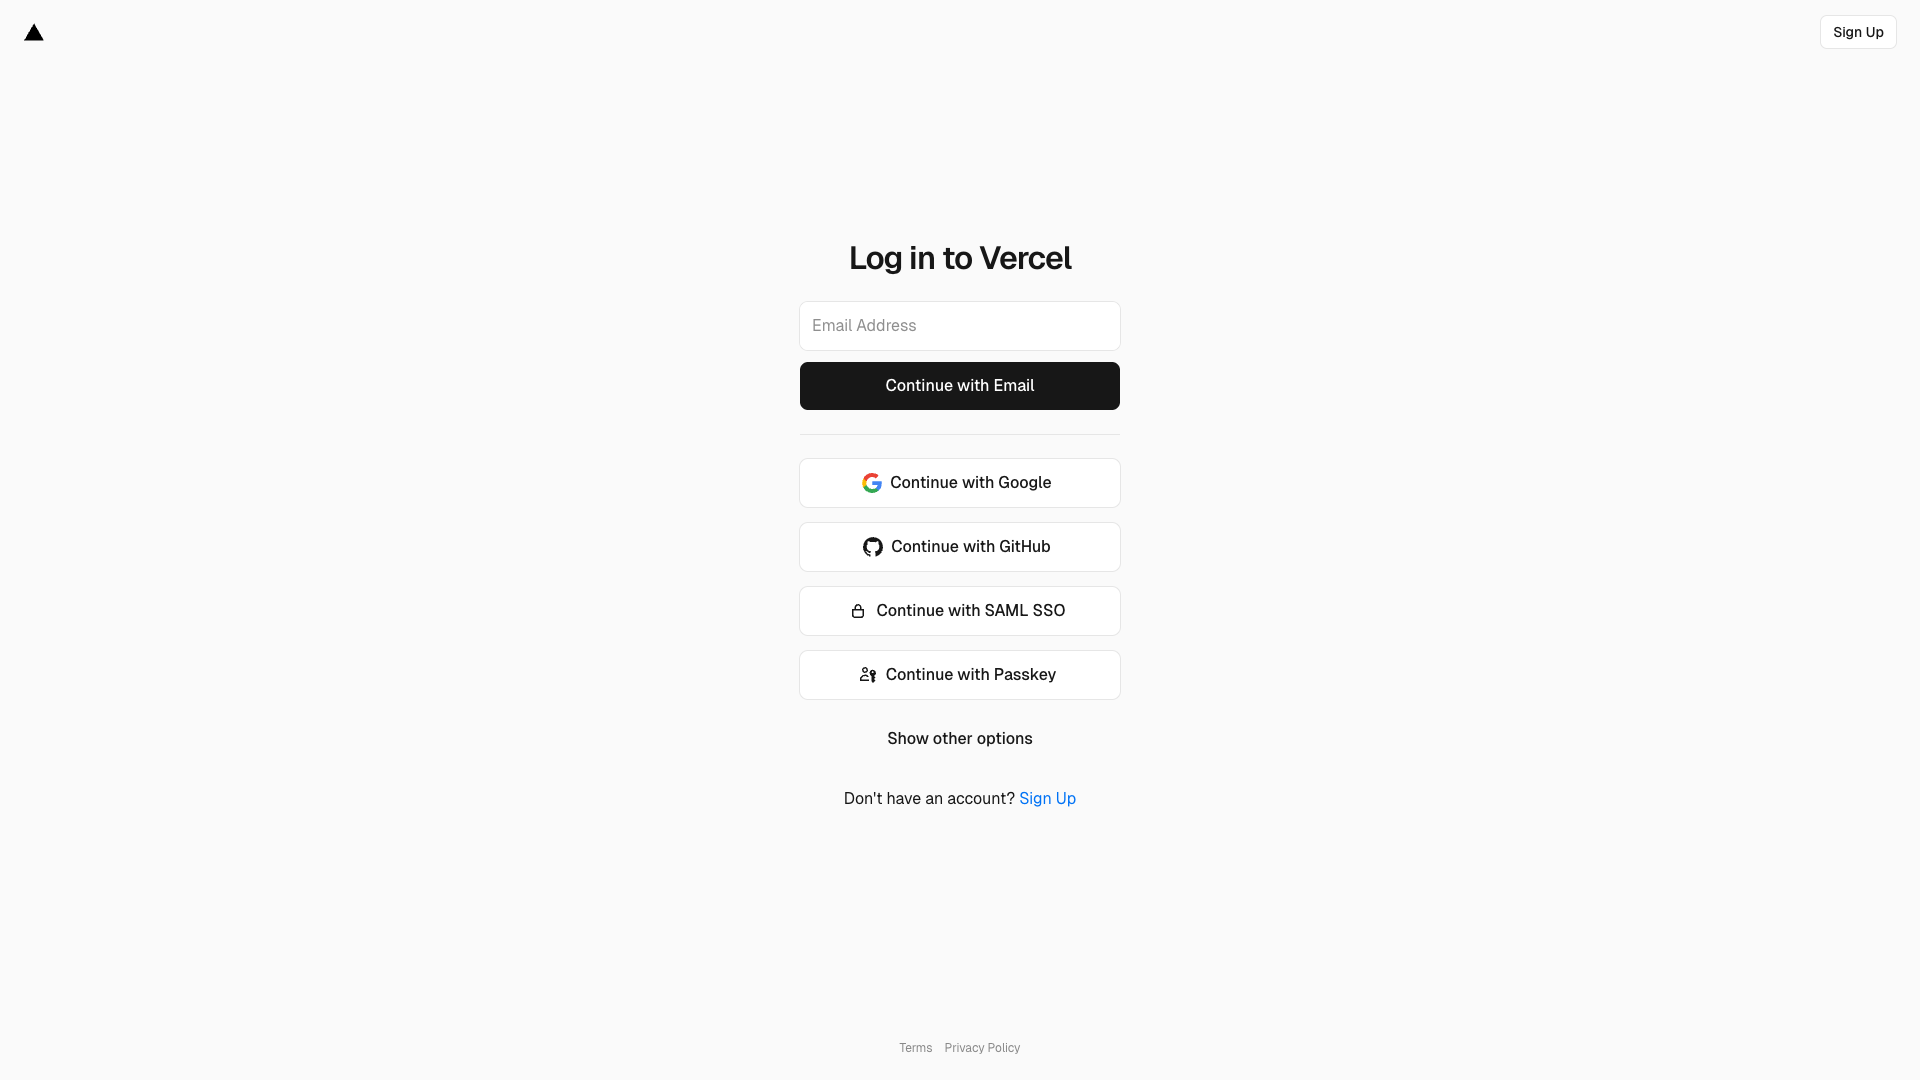 Sign Up
Log in to Vercel
Email Address
Continue with Email
Continue with Google
Continue with GitHub
Continue with SAML SSO
Continue with Passkey
Show other options
Don't have an account? Sign Up
Terms Privacy Policy